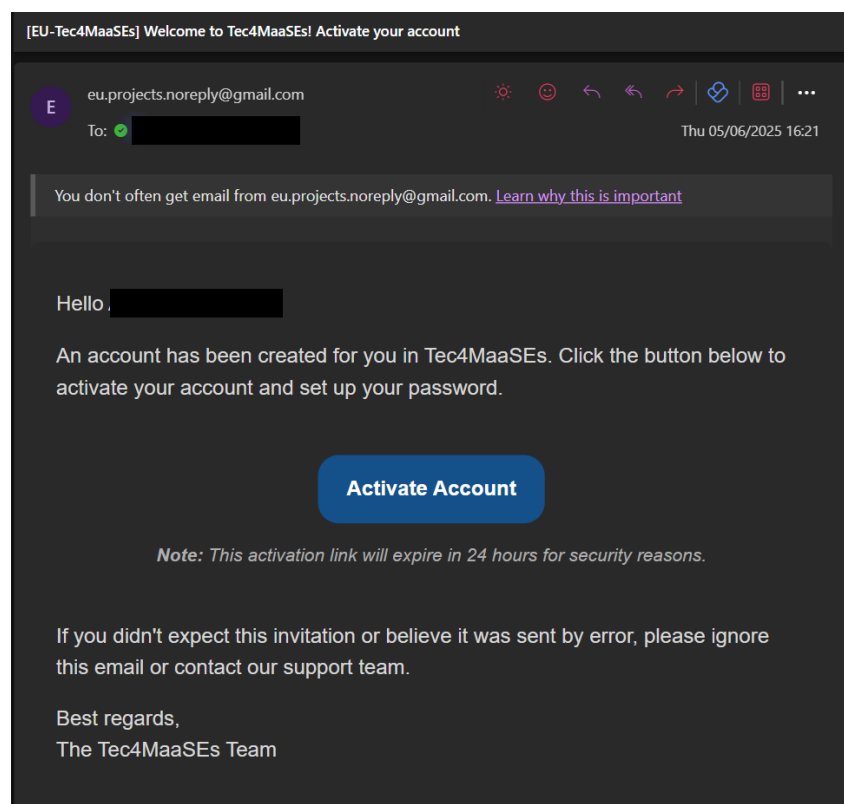 [EU-Tec4MaaSEs] Welcome to Tec4MaaSEs! Activate your account
E
eu.projects.noreply@gmail.com
To:
Thu 05/06/2025 16:21
You don't often get email from eu.projects.noreply@gmail.com. Learn why this is important
Hello
An account has been created for you in Tec4MaaSEs. Click the button below to
activate your account and set up your password.
Activate Account
Note: This activation link will expire in 24 hours for security reasons.
If you didn't expect this invitation or believe it was sent by error, please ignore
this email or contact our support team.
Best regards,
The Tec4MaaSEs Team